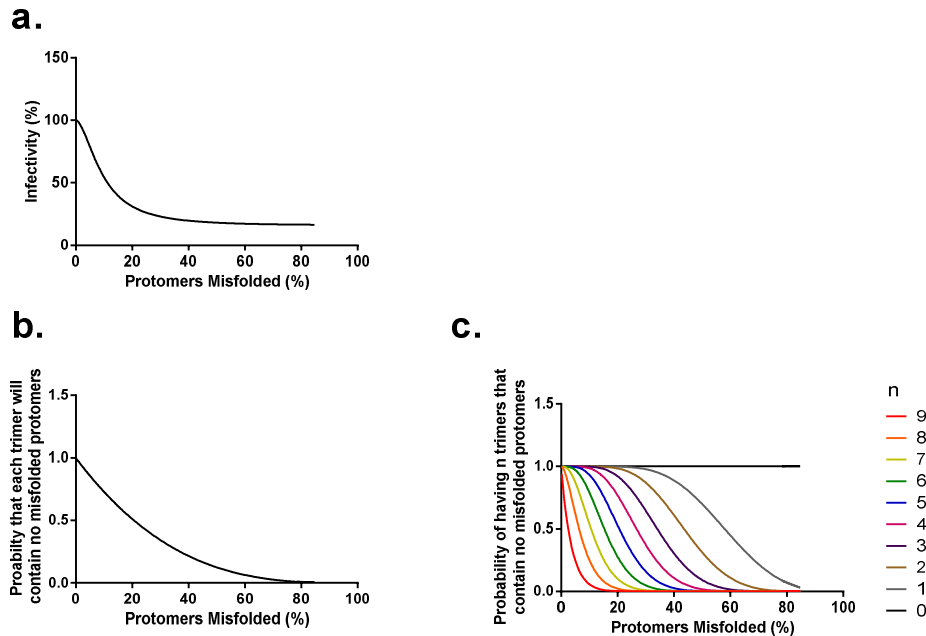 a.
150
100
50
0
Infectivity (%)
0 20 40 60 80 100
Protomers Misfolded (%)
b.
1.5
1.0
0.5
0.0
Proability that each trimer will
contain no misfolded protomers
0 20 40 60 80 100
Protomers Misfolded (%)
c.
1.5
1.0
0.5
0.0
Probability of having n trimers that
contain no misfolded protomers
0 20 40 60 80 100
Protomers Misfolded (%)
n
9
8
7
6
5
4
3
2
1
0